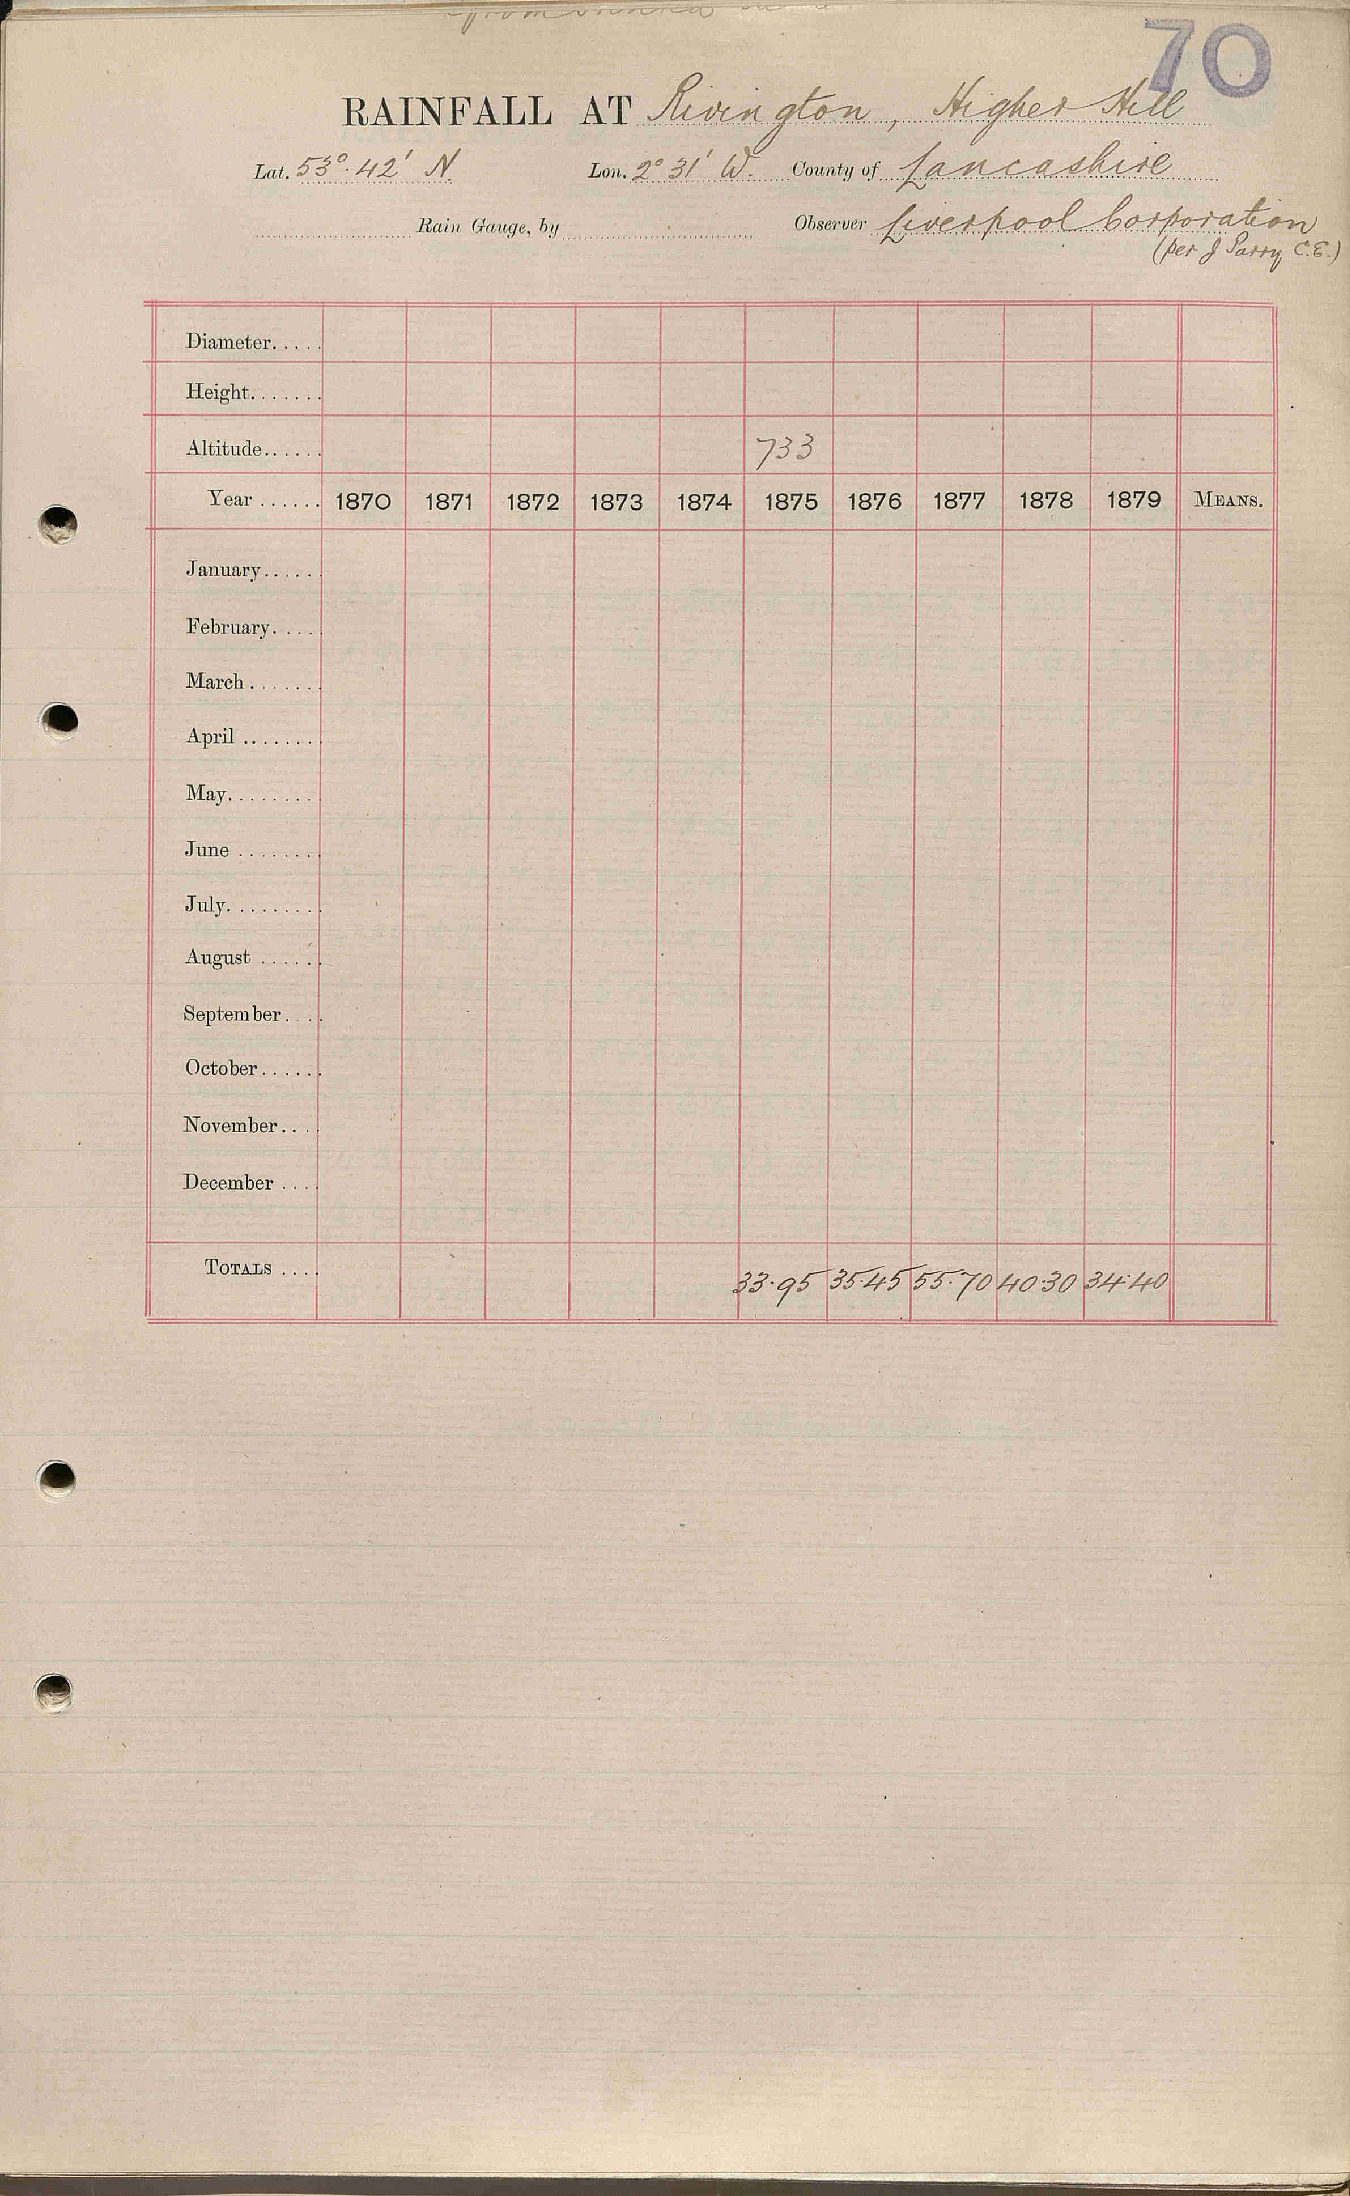 70
RAINFALL AT Rivington, Higher Hill
Lat. 53° 42' N Lon. 2° 31' W. County of Lancashire
Rain Gauge, by Observer Liverpool Corporation
(per J Parry C.E.)
Diameter.....
Height.......
Altitude...... 733
Year ...... 1870 1871 1872 1873 1874 1875 1876 1877 1878 1879 MEANS.
January......
February.....
March.......
April ........
May.........
June ........
July.........
August ......
September....
October......
November....
December ....
TOTALS .... 33.95 35.45 55.70 40.30 34.40